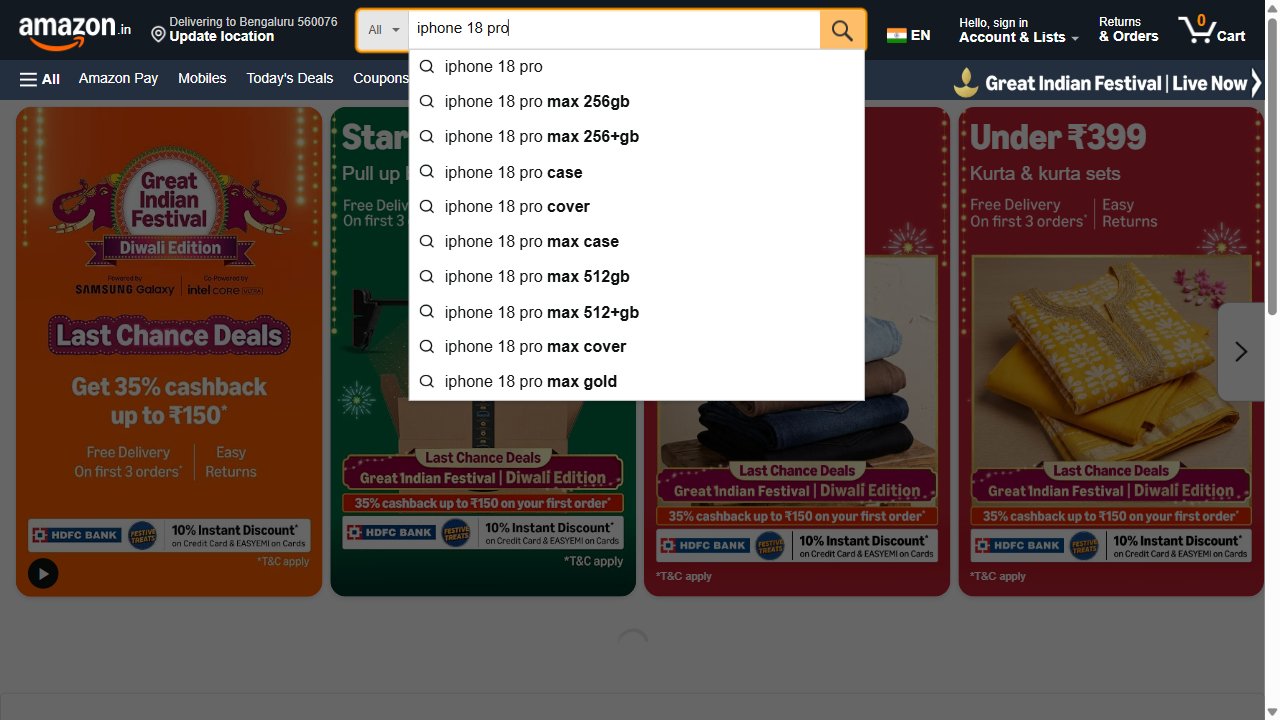 amazon.in
Delivering to Bengaluru 560076
Update location
All
iphone 18 pro
EN
Hello, sign in
Account & Lists
Returns
& Orders
0
Cart
All
Amazon Pay
Mobiles
Today's Deals
Coupons
Great Indian Festival | Live Now
iphone 18 pro
iphone 18 pro max 256gb
iphone 18 pro max 256+gb
iphone 18 pro case
iphone 18 pro cover
iphone 18 pro max case
iphone 18 pro max 512gb
iphone 18 pro max 512+gb
iphone 18 pro max cover
iphone 18 pro max gold
Great
Indian
Festival
Diwali Edition
Powered by
SAMSUNG Galaxy
Co-Powered by
intel CORE ULTRA
Last Chance Deals
Get 35% cashback
up to ₹150*
Free Delivery
On first 3 orders*
Easy
Returns
HDFC BANK
FESTIVE TREATS
10% Instant Discount*
on Credit Card & EASYEMI on Cards
*T&C apply
Star
Pull up
Free
On first 3
Last Chance Deals
Great Indian Festival | Diwali Edition
35% cashback up to ₹150 on your first order*
HDFC BANK
FESTIVE TREATS
10% Instant Discount*
on Credit Card & EASYEMI on Cards
*T&C apply
Last Chance Deals
Great Indian Festival | Diwali Edition
35% cashback up to ₹150 on your first order*
HDFC BANK
FESTIVE TREATS
10% Instant Discount*
on Credit Card & EASYEMI on Cards
*T&C apply
Under ₹399
Kurta & kurta sets
Free Delivery
On first 3 orders*
Easy
Returns
Last Chance Deals
Great Indian Festival | Diwali Edition
35% cashback up to ₹150 on your first order*
HDFC BANK
FESTIVE TREATS
10% Instant Discount*
on Credit Card & EASYEMI on Cards
*T&C apply